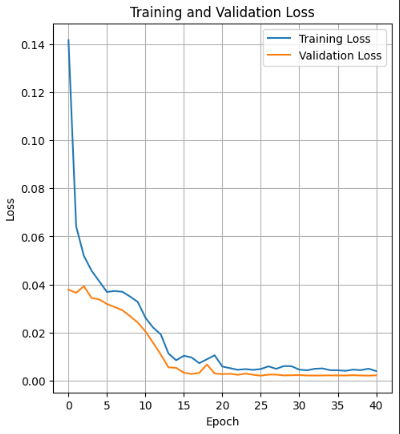 Training and Validation Loss
Training Loss
Validation Loss
0.14
0.12
0.10
0.08
0.06
0.04
0.02
0.00
Loss
0 5 10 15 20 25 30 35 40
Epoch